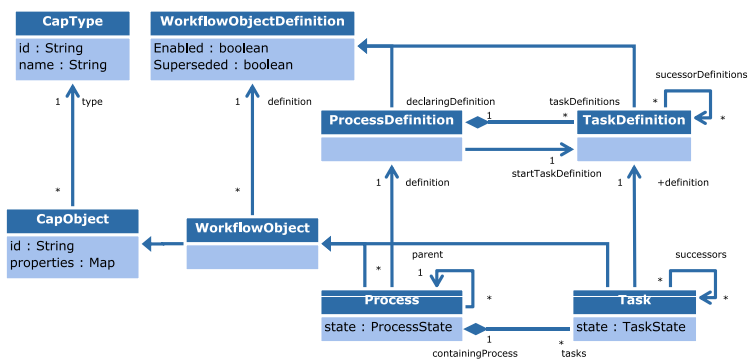 CapType
id : String
name : String
WorkflowObjectDefinition
Enabled : boolean
Superseded : boolean
sucessorDefinitions
1
type
1
definition
declaringDefinition
taskDefinitions
*
ProcessDefinition
1
*
TaskDefinition
*
1
startTaskDefinition
*
*
1
definition
1
+definition
CapObject
id : String
properties : Map
WorkflowObject
parent
1
*
*
successors
*
*
Process
state : ProcessState
Task
state : TaskState
1
containingProcess
*
tasks